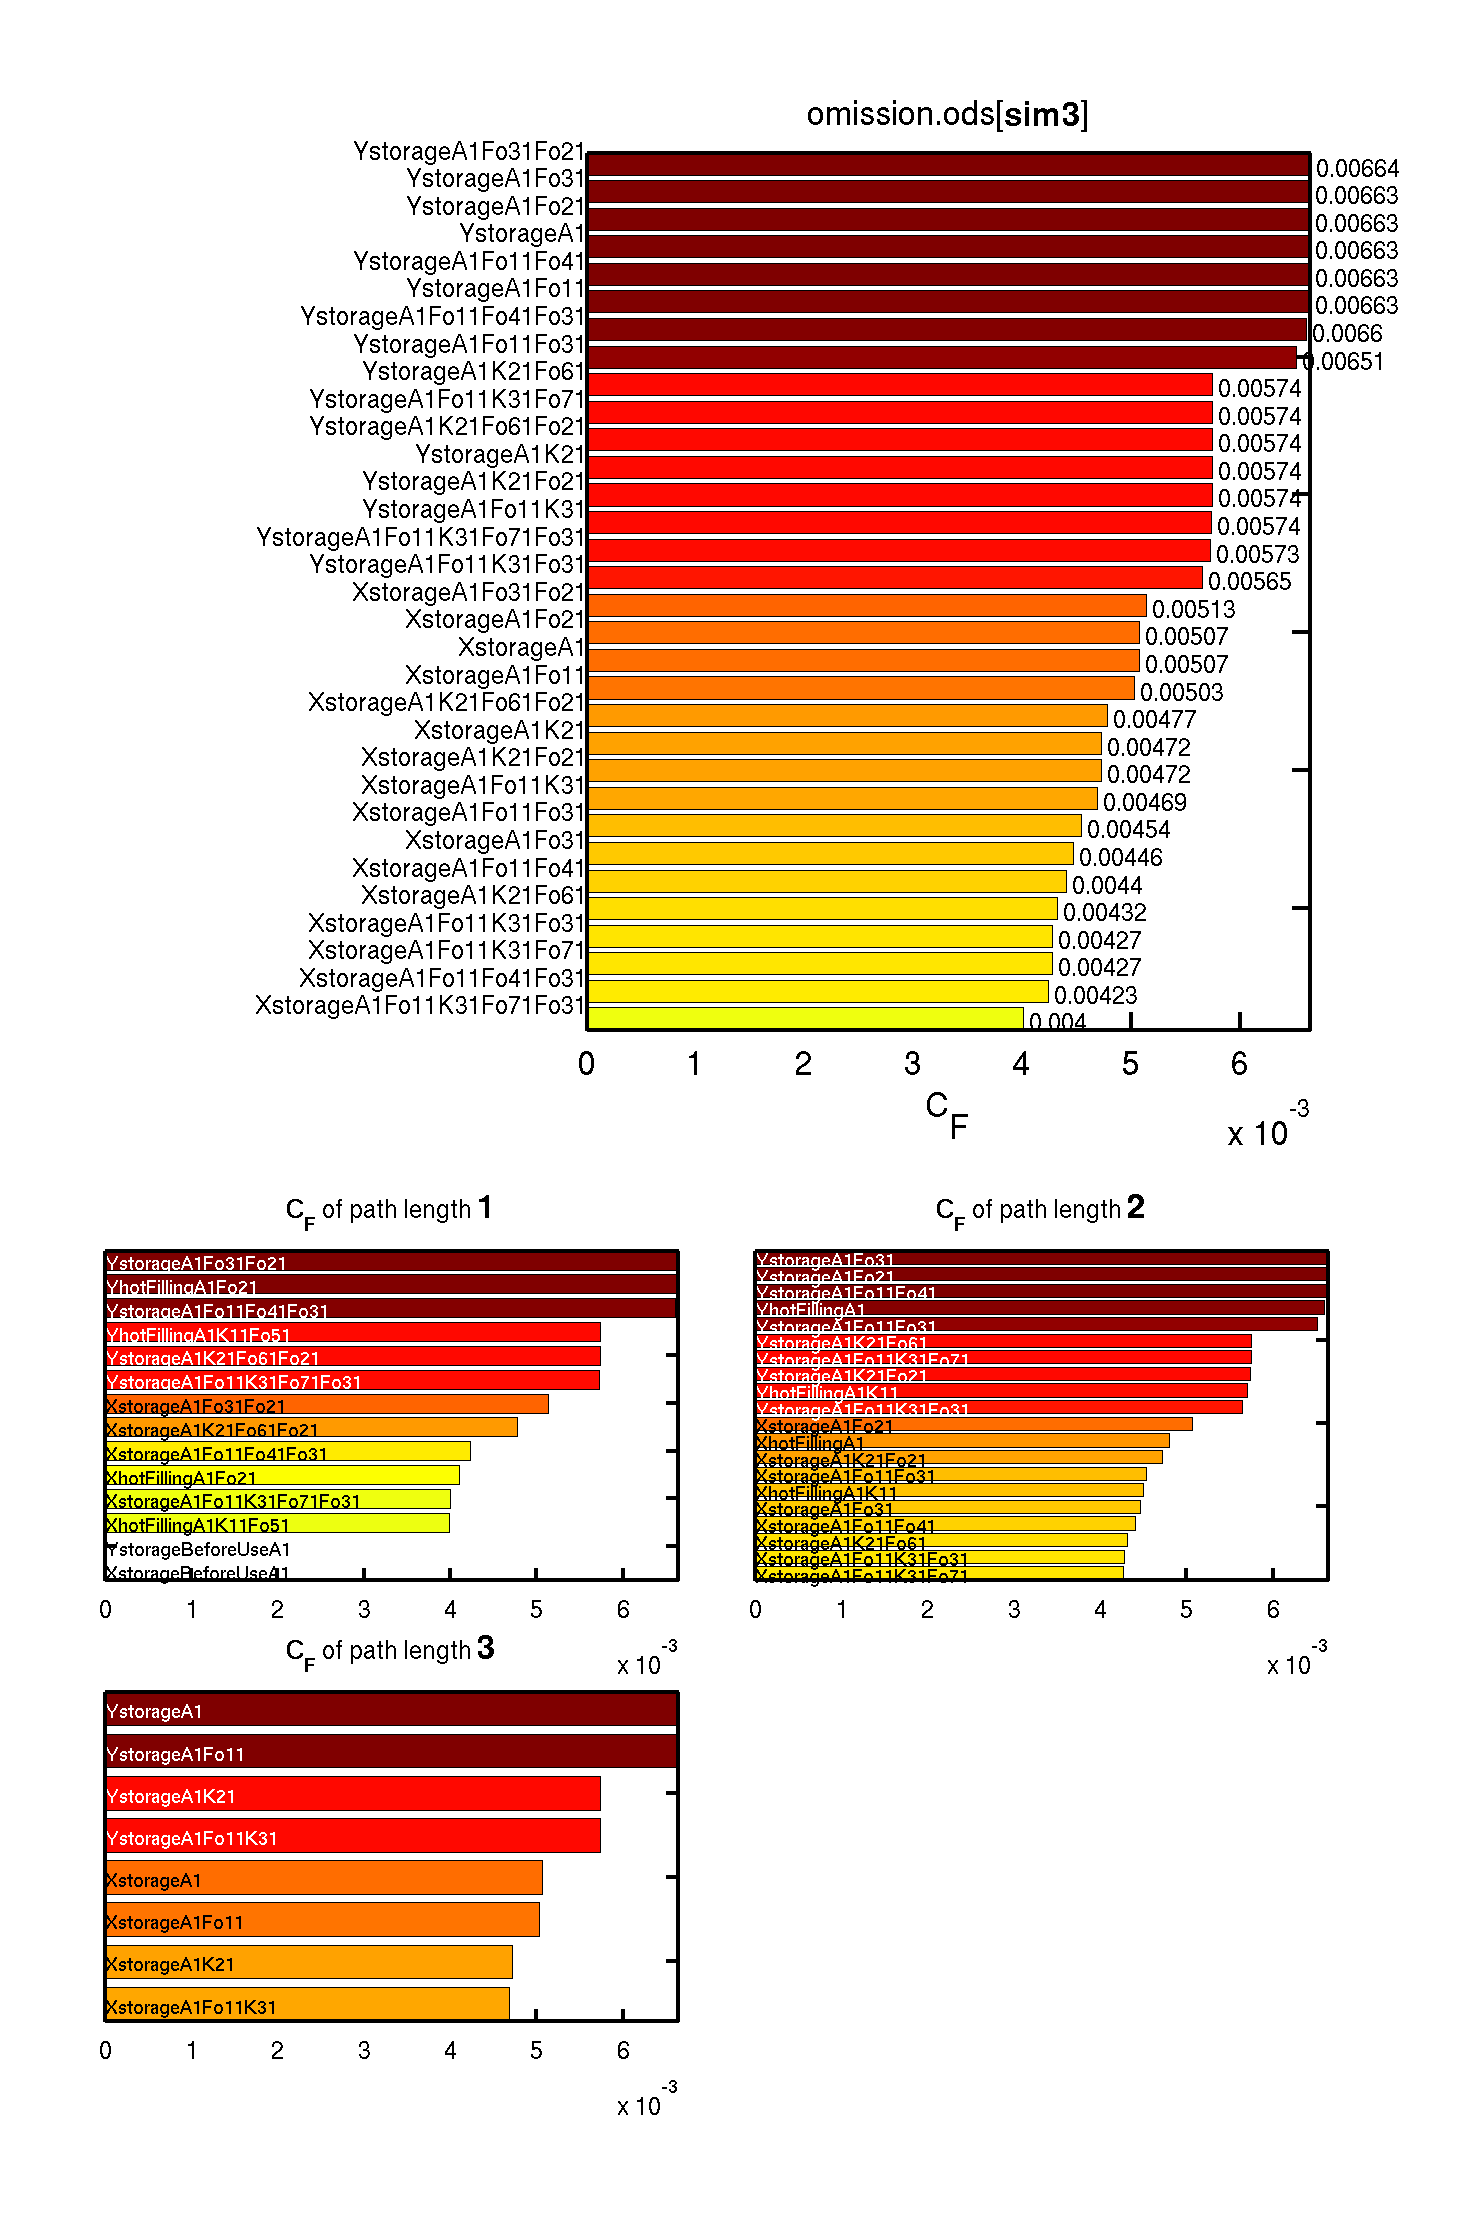 omission.ods[sim3]
YstorageA1Fo31Fo21 0.00664
YstorageA1Fo31 0.00663
YstorageA1Fo21 0.00663
YstorageA1 0.00663
YstorageA1Fo11Fo41 0.00663
YstorageA1Fo11 0.00663
YstorageA1Fo11Fo41Fo31 0.0066
YstorageA1Fo11Fo31 0.00651
YstorageA1K21Fo61 0.00574
YstorageA1Fo11K31Fo71 0.00574
YstorageA1K21Fo61Fo21 0.00574
YstorageA1K21 0.00574
YstorageA1K21Fo21 0.00574
YstorageA1Fo11K31 0.00574
YstorageA1Fo11K31Fo71Fo31 0.00573
YstorageA1Fo11K31Fo31 0.00565
XstorageA1Fo31Fo21 0.00513
XstorageA1Fo21 0.00507
XstorageA1 0.00507
XstorageA1Fo11 0.00503
XstorageA1K21Fo61Fo21 0.00477
XstorageA1K21 0.00472
XstorageA1K21Fo21 0.00472
XstorageA1Fo11K31 0.00469
XstorageA1Fo11Fo31 0.00454
XstorageA1Fo31 0.00446
XstorageA1Fo11Fo41 0.0044
XstorageA1K21Fo61 0.00432
XstorageA1Fo11K31Fo31 0.00427
XstorageA1Fo11K31Fo71 0.00427
XstorageA1Fo11Fo41Fo31 0.00423
XstorageA1Fo11K31Fo71Fo31 0.004
0 1 2 3 4 5 6
C_F
x 10^-3
C_F of path length 1
YstorageA1Fo31Fo21
YhotFillingA1Fo21
YstorageA1Fo11Fo41Fo31
YhotFillingA1K11Fo51
YstorageA1K21Fo61Fo21
YstorageA1Fo11K31Fo71Fo31
XstorageA1Fo31Fo21
XstorageA1K21Fo61Fo21
XstorageA1Fo11Fo41Fo31
XhotFillingA1Fo21
XstorageA1Fo11K31Fo71Fo31
XhotFillingA1K11Fo51
YstorageBeforeUseA1
XstorageBeforeUseA1
0 1 2 3 4 5 6
x 10^-3
C_F of path length 2
YstorageA1Fo31
YstorageA1Fo21
YstorageA1Fo11Fo41
YhotFillingA1
YstorageA1Fo11Fo31
YstorageA1K21Fo61
YstorageA1Fo11K31Fo71
YstorageA1K21Fo21
YhotFillingA1K11
YstorageA1Fo11K31Fo31
XstorageA1Fo21
XhotFillingA1
XstorageA1K21Fo21
XstorageA1Fo11Fo31
XhotFillingA1K11
XstorageA1Fo31
XstorageA1Fo11Fo41
XstorageA1K21Fo61
XstorageA1Fo11K31Fo31
XstorageA1Fo11K31Fo71
0 1 2 3 4 5 6
x 10^-3
C_F of path length 3
YstorageA1
YstorageA1Fo11
YstorageA1K21
YstorageA1Fo11K31
XstorageA1
XstorageA1Fo11
XstorageA1K21
XstorageA1Fo11K31
0 1 2 3 4 5 6
x 10^-3